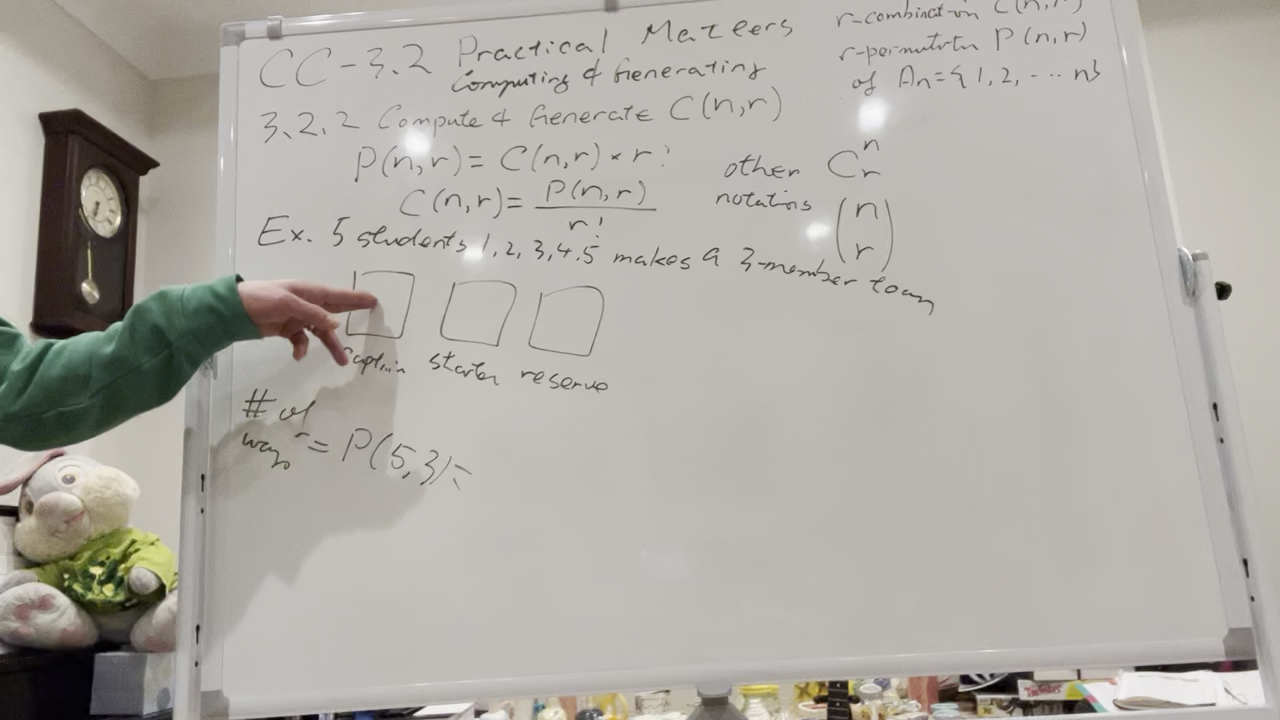 CC-3.2 Practical Matters
Computing & Generating
r-combination C(n,r)
r-permutatn P(n,r)
of An={1,2,...n}
3.2.2 Compute & Generate C(n,r)
P(n,r)= C(n,r)*r!
C(n,r)= P(n,r)
r!
other
notations
C n r
(n r)
Ex. 5 students 1,2,3,4,5 makes a 3-member team
Captain starter reserve
# of
ways = P(5,3)=